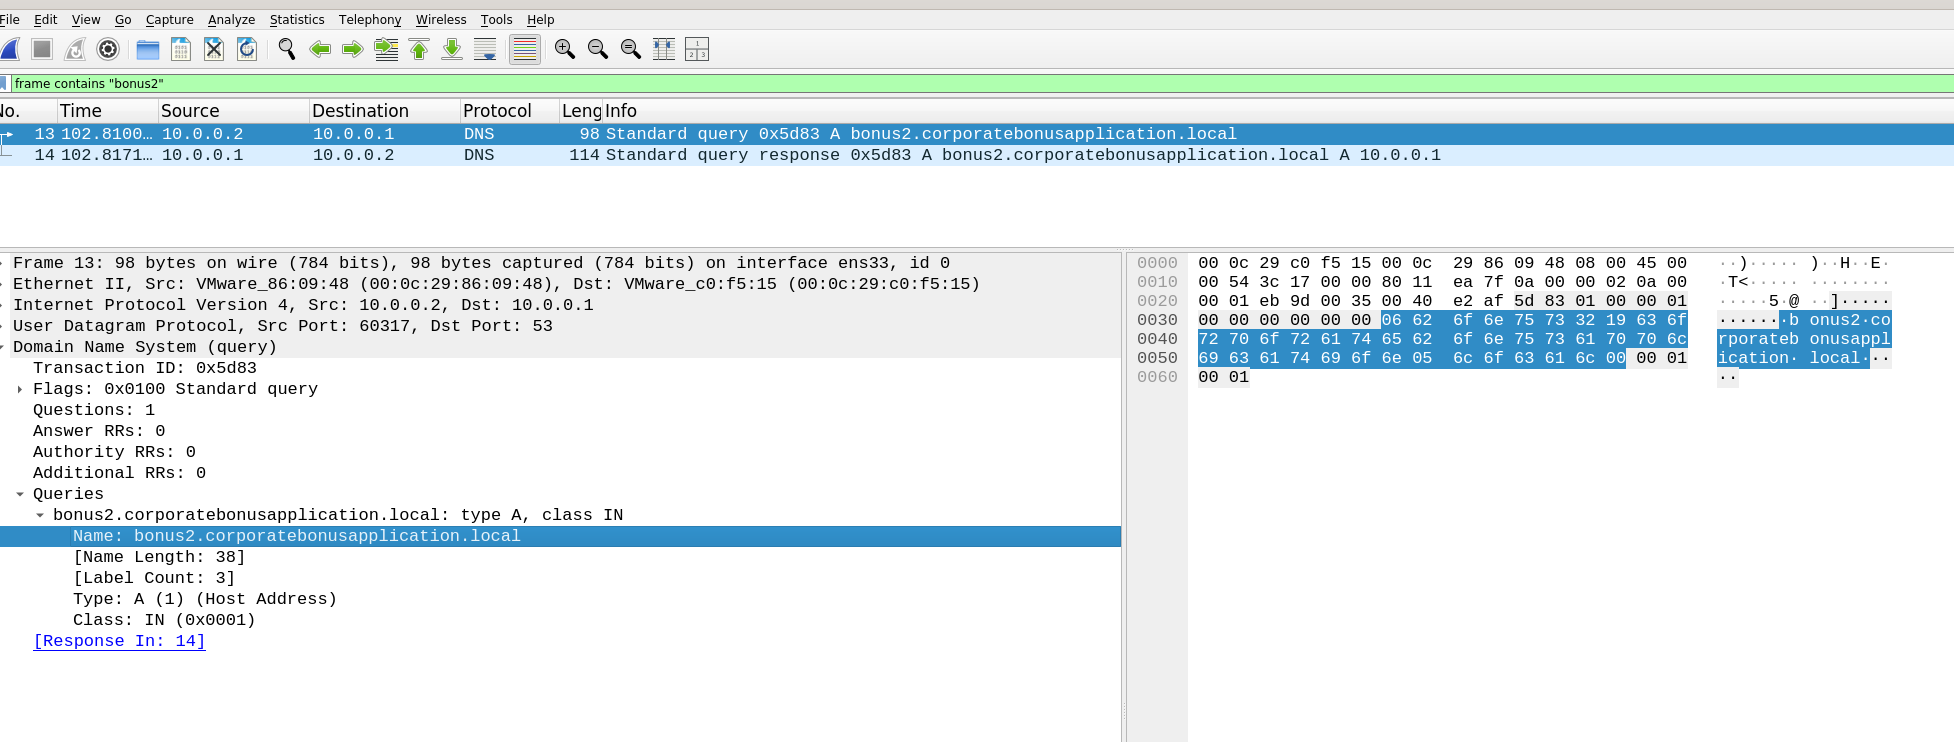 File Edit View Go Capture Analyze Statistics Telephony Wireless Tools Help
frame contains "bonus2"
No. Time Source Destination Protocol Leng Info
13 102.8100… 10.0.0.2 10.0.0.1 DNS 98 Standard query 0x5d83 A bonus2.corporatebonusapplication.local
14 102.8171… 10.0.0.1 10.0.0.2 DNS 114 Standard query response 0x5d83 A bonus2.corporatebonusapplication.local A 10.0.0.1
Frame 13: 98 bytes on wire (784 bits), 98 bytes captured (784 bits) on interface ens33, id 0
Ethernet II, Src: VMware_86:09:48 (00:0c:29:86:09:48), Dst: VMware_c0:f5:15 (00:0c:29:c0:f5:15)
Internet Protocol Version 4, Src: 10.0.0.2, Dst: 10.0.0.1
User Datagram Protocol, Src Port: 60317, Dst Port: 53
Domain Name System (query)
Transaction ID: 0x5d83
Flags: 0x0100 Standard query
Questions: 1
Answer RRs: 0
Authority RRs: 0
Additional RRs: 0
Queries
bonus2.corporatebonusapplication.local: type A, class IN
Name: bonus2.corporatebonusapplication.local
[Name Length: 38]
[Label Count: 3]
Type: A (1) (Host Address)
Class: IN (0x0001)
[Response In: 14]
0000 00 0c 29 c0 f5 15 00 0c 29 86 09 48 08 00 45 00 ··)····· )··H··E·
0010 00 54 3c 17 00 00 80 11 ea 7f 0a 00 00 02 0a 00 ·T<····· ········
0020 00 01 eb 9d 00 35 00 40 e2 af 5d 83 01 00 00 01 ·····5·@ ··]·····
0030 00 00 00 00 00 00 06 62 6f 6e 75 73 32 19 63 6f ·······b onus2·co
0040 72 70 6f 72 61 74 65 62 6f 6e 75 73 61 70 70 6c rporateb onusappl
0050 69 63 61 74 69 6f 6e 05 6c 6f 63 61 6c 00 00 01 ication· local···
0060 00 01 ··